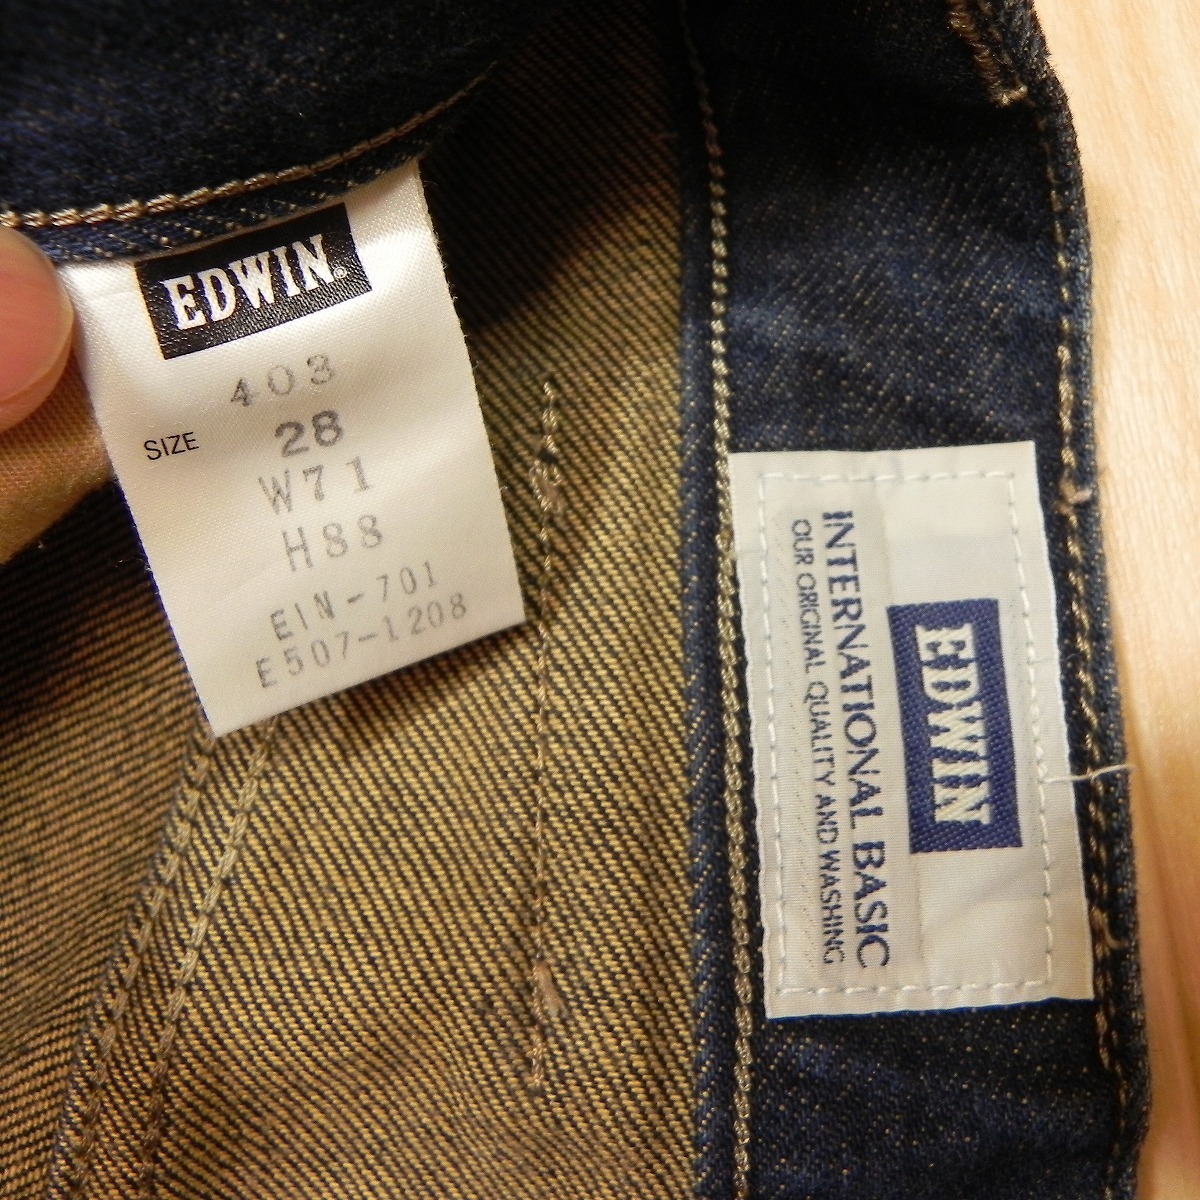 EDWIN®
403
SIZE 28
W71
H88
EIN-701
E507-1208
EDWIN
INTERNATIONAL BASIC
OUR ORIGINAL QUALITY AND WASHING